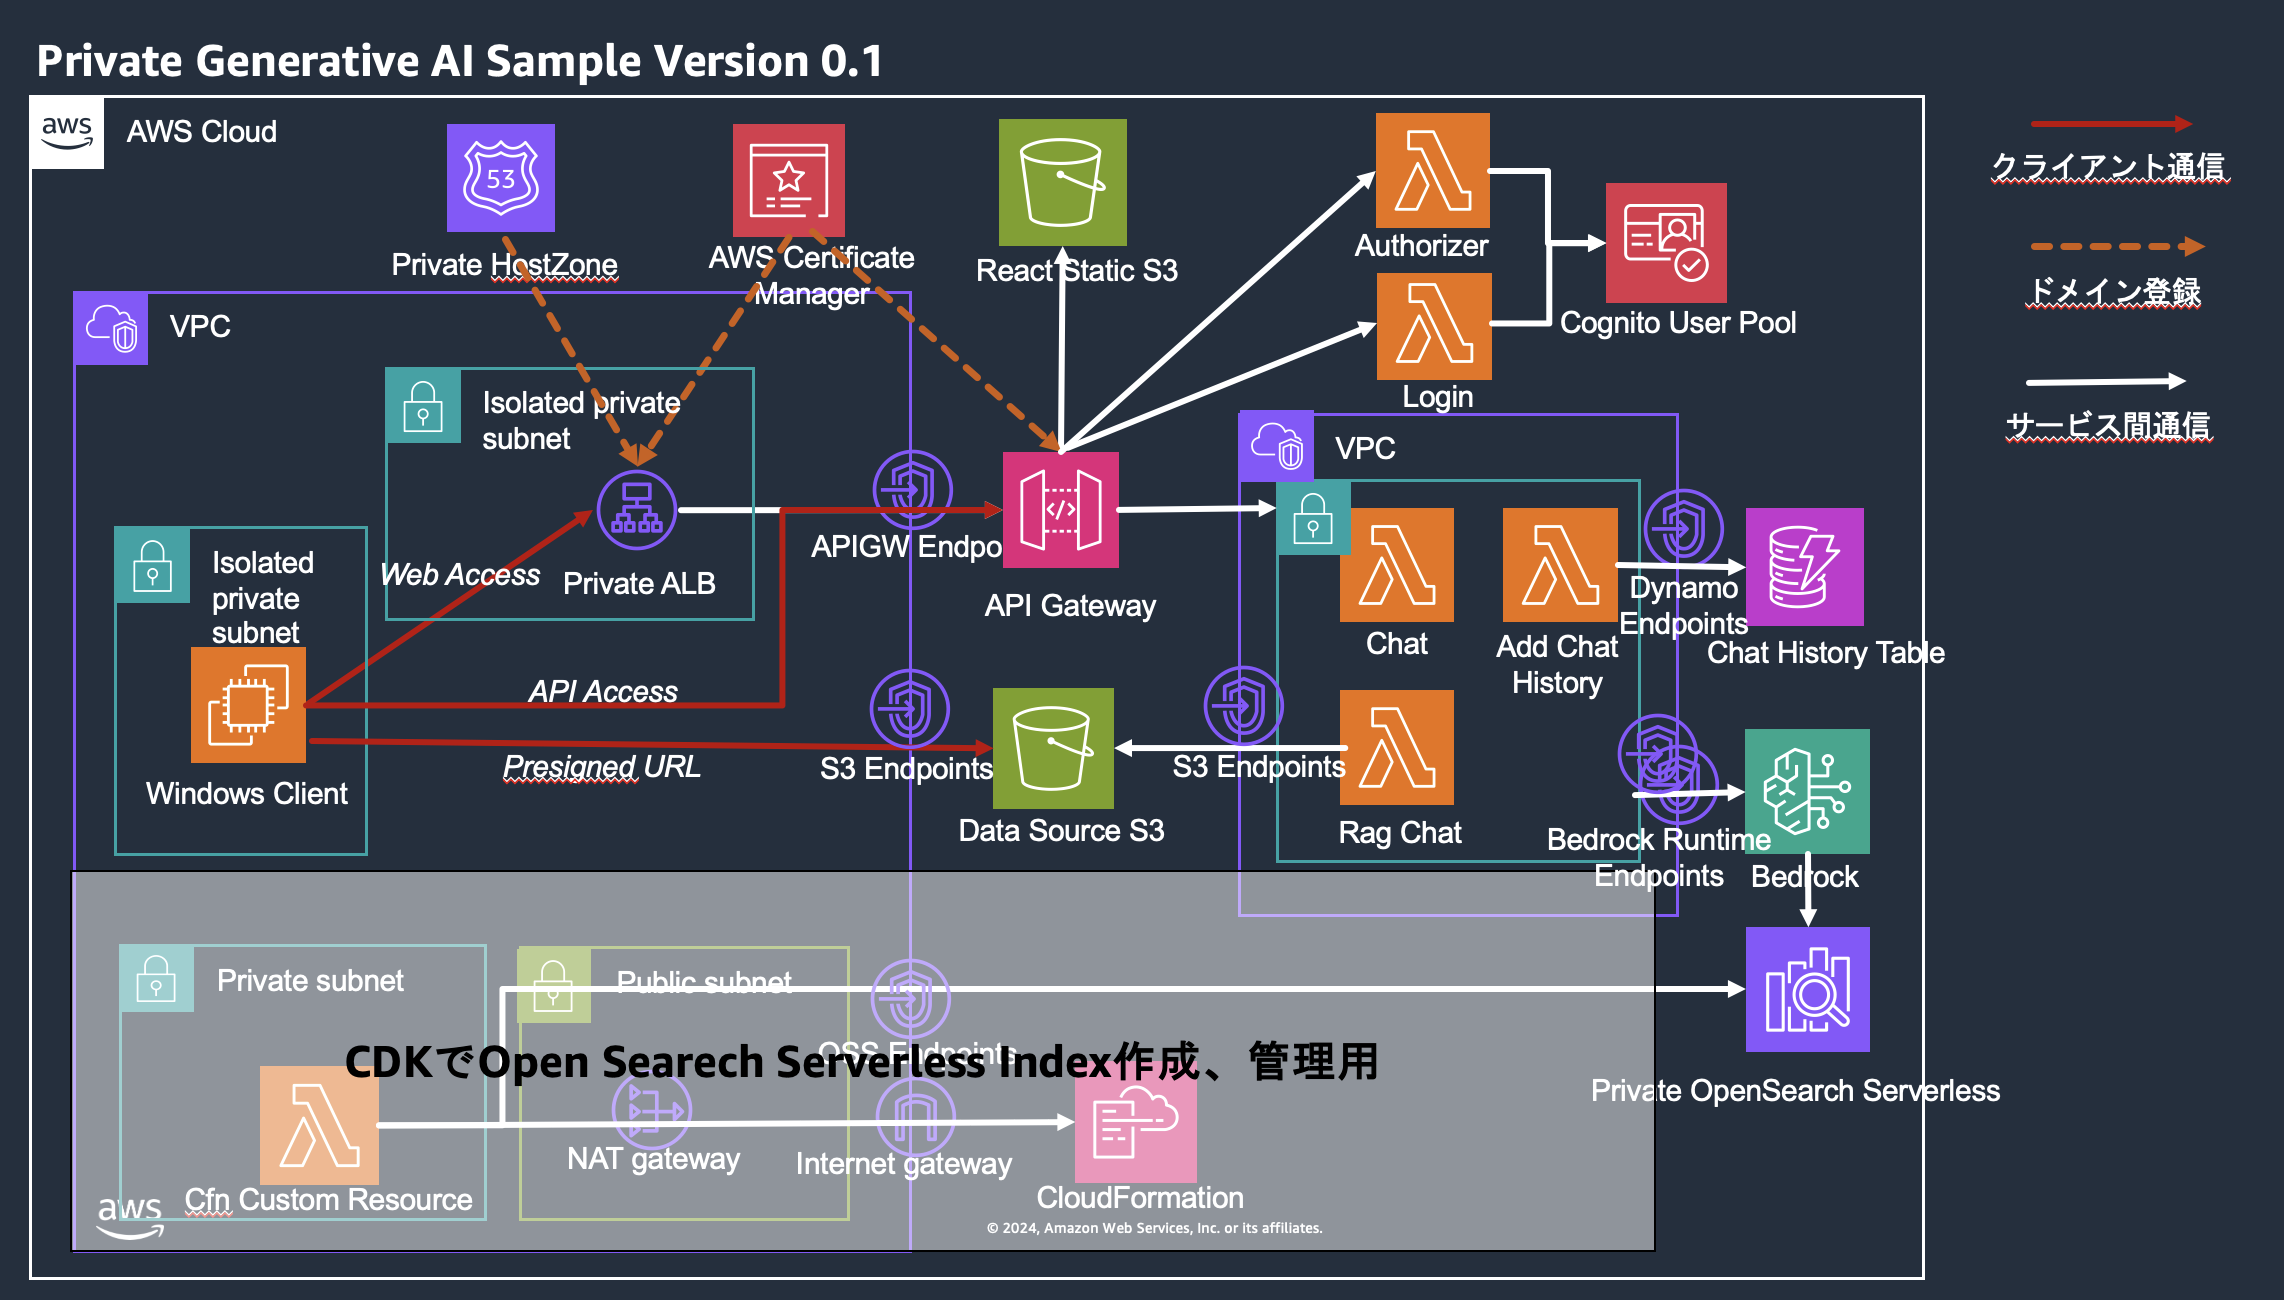 Private Generative AI Sample Version 0.1
aws
AWS Cloud
53
Private HostZone
AWS Certificate
Manager
React Static S3
Authorizer
Login
Cognito User Pool
クライアント通信
ドメイン登録
サービス間通信
VPC
Isolated private
subnet
Private ALB
Web Access
Isolated
private
subnet
Windows Client
API Access
Presigned URL
APIGW Endpo
API Gateway
S3 Endpoints
Data Source S3
VPC
Chat
Add Chat
History
Dynamo
Endpoints
Chat History Table
S3 Endpoints
Rag Chat
Bedrock Runtime
Endpoints
Bedrock
Private subnet
Public subnet
OSS Endpoints
CDKでOpen Searech Serverless Index作成、管理用
Private OpenSearch Serverless
NAT gateway
Internet gateway
Cfn Custom Resource
CloudFormation
aws
© 2024, Amazon Web Services, Inc. or its affiliates.